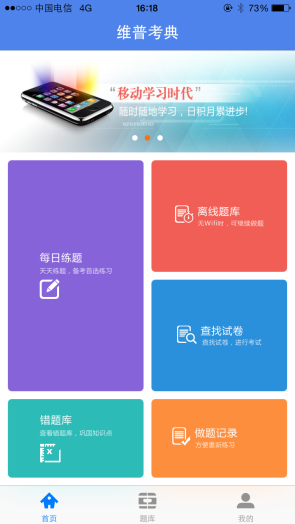 中国电信 4G 16:18 73%
维普考典
“移动学习时代”
随时随地学习，日积月累进步!
每日练题
天天练题，备考首选练习
离线题库
无Wifi时，可继续做题
查找试卷
查找试卷，进行考试
错题库
查看错题库，巩固知识点
做题记录
方便重新练习
首页 题库 我的